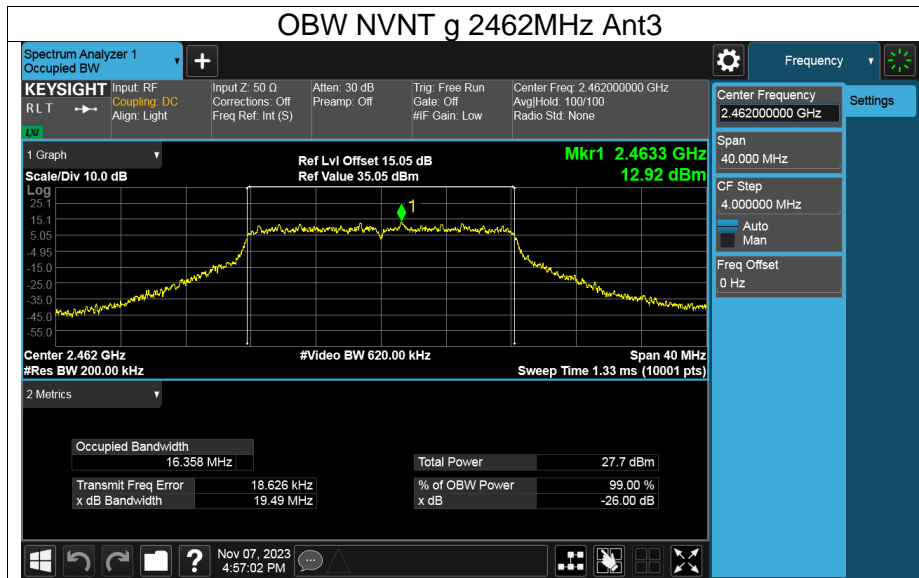 OBW NVNT g 2462MHz Ant3
Spectrum Analyzer 1
Occupied BW
Frequency
KEYSIGHT
R L T
LXI
Input: RF
Coupling: DC
Align: Light
Input Z: 50 Ω
Corrections: Off
Freq Ref: Int (S)
Atten: 30 dB
Preamp: Off
Trig: Free Run
Gate: Off
#IF Gain: Low
Center Freq: 2.462000000 GHz
Avg|Hold: 100/100
Radio Std: None
Center Frequency
2.462000000 GHz
Settings
Span
40.000 MHz
CF Step
4.000000 MHz
Auto
Man
Freq Offset
0 Hz
1 Graph
Scale/Div 10.0 dB
Ref Lvl Offset 15.05 dB
Ref Value 35.05 dBm
Mkr1 2.4633 GHz
12.92 dBm
Log
25.1
15.1
5.05
-4.95
-15.0
-25.0
-35.0
-45.0
-55.0
1
Center 2.462 GHz
#Res BW 200.00 kHz
#Video BW 620.00 kHz
Span 40 MHz
Sweep Time 1.33 ms (10001 pts)
2 Metrics
Occupied Bandwidth
16.358 MHz
Total Power 27.7 dBm
Transmit Freq Error 18.626 kHz
% of OBW Power 99.00 %
x dB Bandwidth 19.49 MHz
x dB -26.00 dB
?
Nov 07, 2023
4:57:02 PM